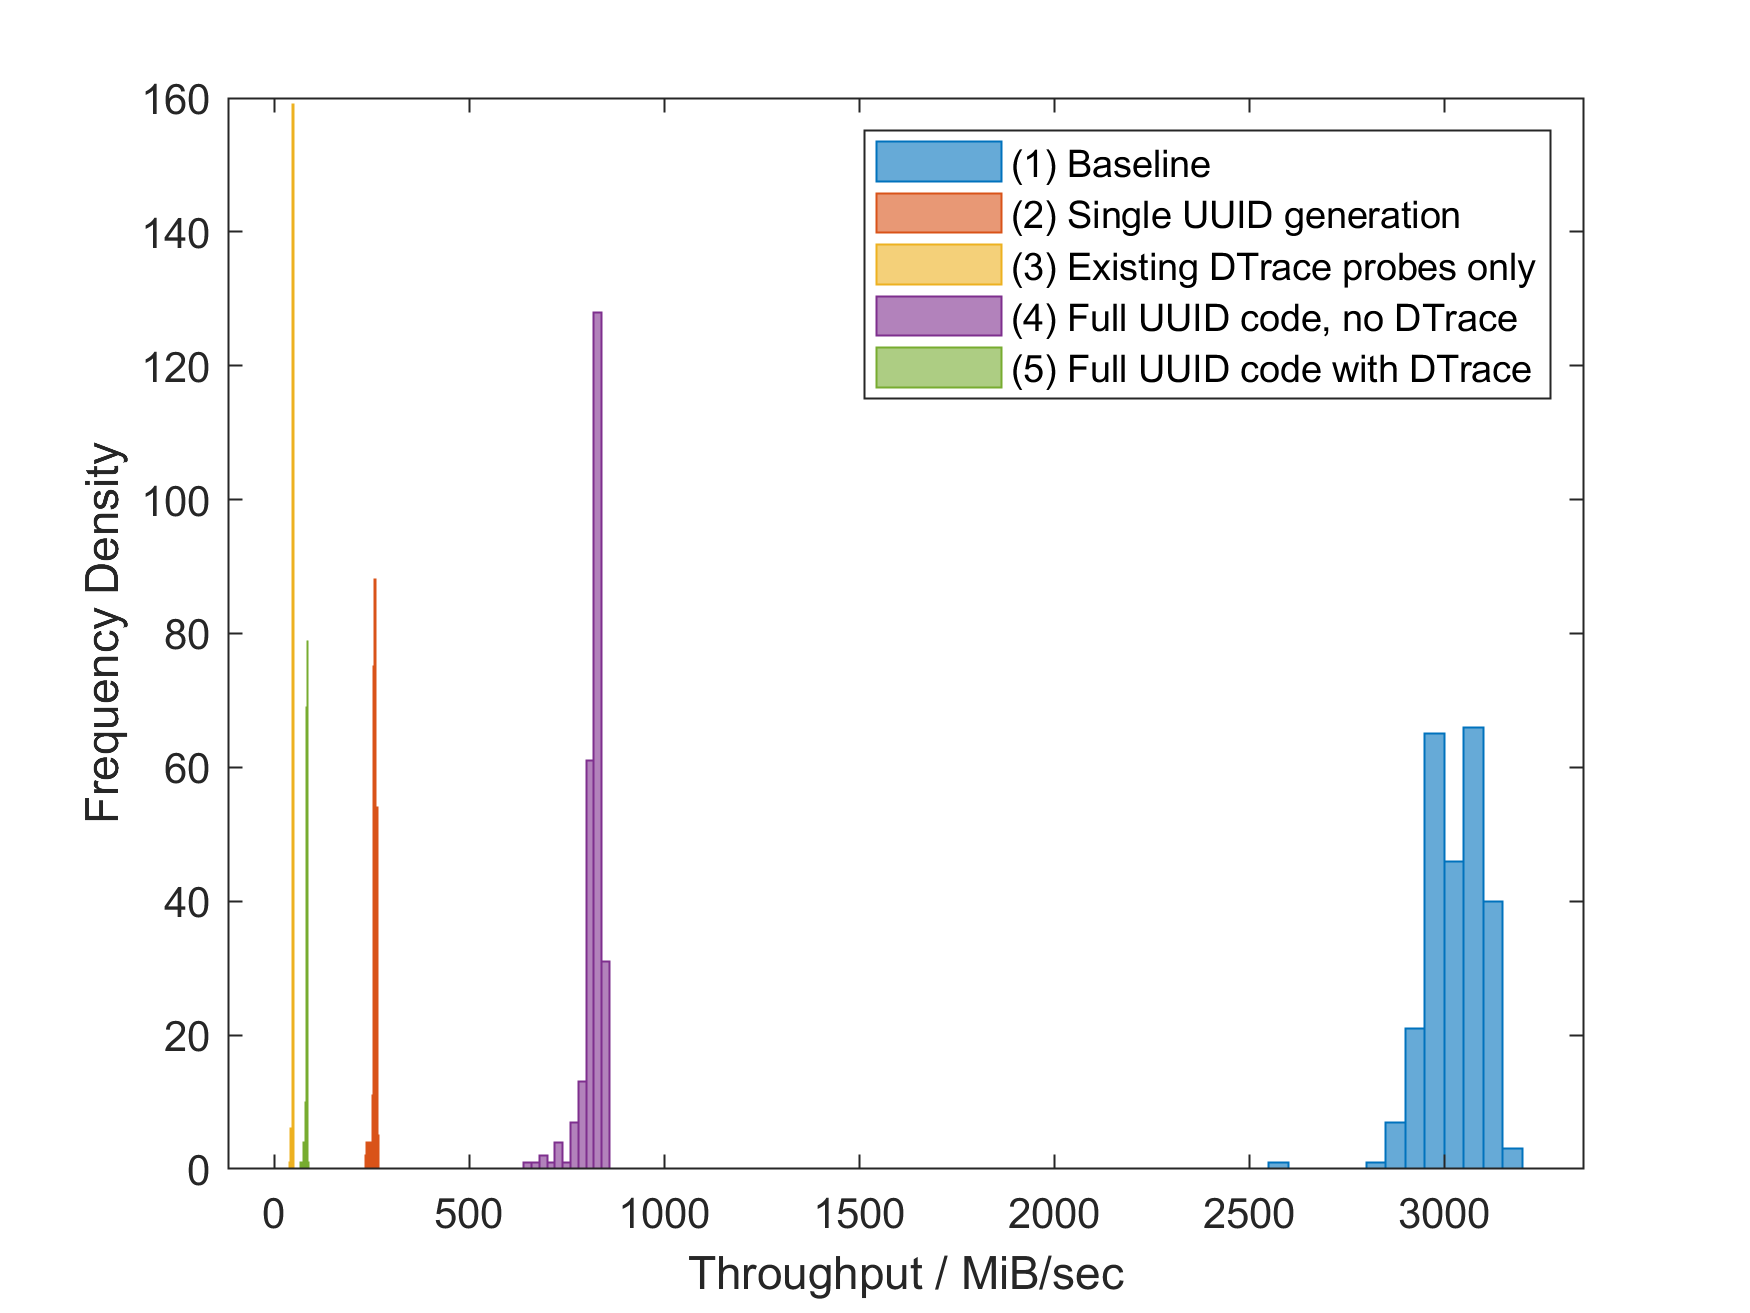 160
140
120
100
80
60
40
20
0
Frequency Density
(1) Baseline
(2) Single UUID generation
(3) Existing DTrace probes only
(4) Full UUID code, no DTrace
(5) Full UUID code with DTrace
0 500 1000 1500 2000 2500 3000
Throughput / MiB/sec